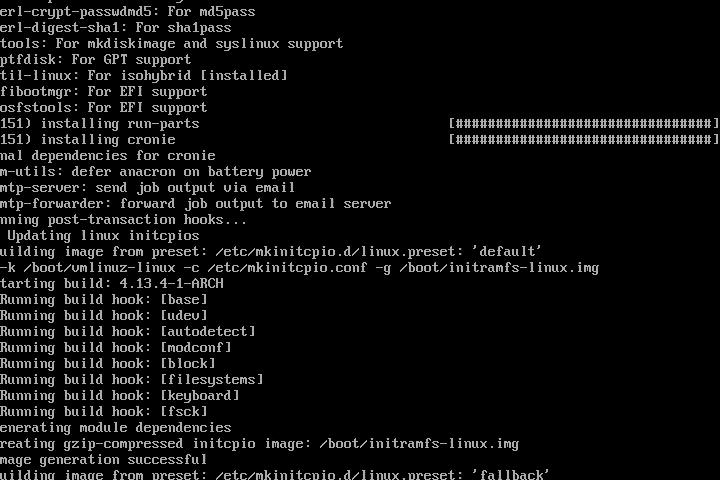 erl-crypt-passwdmd5: For md5pass
erl-digest-sha1: For sha1pass
tools: For mkdiskimage and syslinux support
ptfdisk: For GPT support
til-linux: For isohybrid [installed]
fibootmgr: For EFI support
osfstools: For EFI support
151) installing run-parts [################################]
151) installing cronie [################################]
nal dependencies for cronie
m-utils: defer anacron on battery power
mtp-server: send job output via email
mtp-forwarder: forward job output to email server
nning post-transaction hooks...
Updating linux initcpios
uilding image from preset: /etc/mkinitcpio.d/linux.preset: 'default'
-k /boot/vmlinuz-linux -c /etc/mkinitcpio.conf -g /boot/initramfs-linux.img
tarting build: 4.13.4-1-ARCH
Running build hook: [base]
Running build hook: [udev]
Running build hook: [autodetect]
Running build hook: [modconf]
Running build hook: [block]
Running build hook: [filesystems]
Running build hook: [keyboard]
Running build hook: [fsck]
enerating module dependencies
reating gzip-compressed initcpio image: /boot/initramfs-linux.img
mage generation successful
uilding image from preset: /etc/mkinitcpio.d/linux.preset: 'fallback'